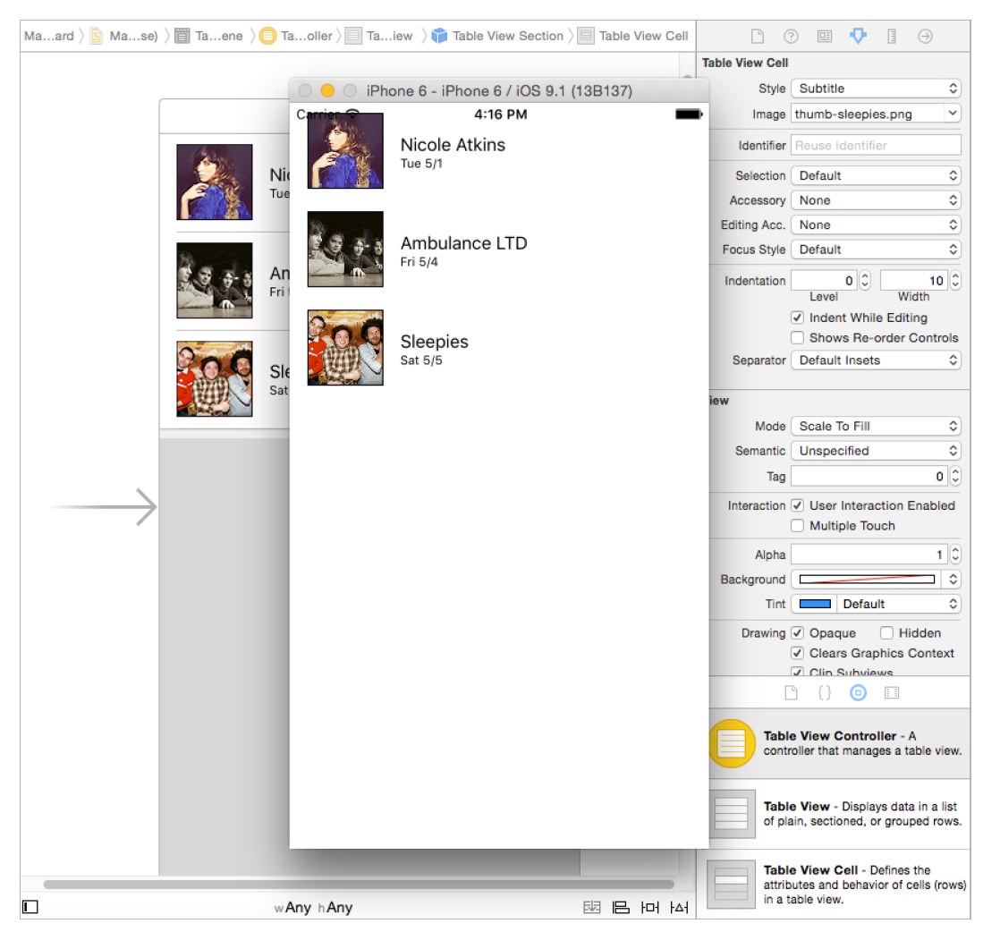 Ma...ard 〉 Ma...se) 〉 Ta...ene 〉 Ta...oller 〉 Ta...iew 〉 Table View Section 〉 Table View Cell
iPhone 6 - iPhone 6 / iOS 9.1 (13B137)
Carrier 4:16 PM
Nicole Atkins
Tue 5/1
Ambulance LTD
Fri 5/4
Sleepies
Sat 5/5
Nic
Tue
An
Fri
Sle
Sat
wAny hAny
Table View Cell
Style Subtitle
Image thumb-sleepies.png
Identifier Reuse Identifier
Selection Default
Accessory None
Editing Acc. None
Focus Style Default
Indentation 0 10
Level Width
Indent While Editing
Shows Re-order Controls
Separator Default Insets
iew
Mode Scale To Fill
Semantic Unspecified
Tag 0
Interaction User Interaction Enabled
Multiple Touch
Alpha 1
Background
Tint Default
Drawing Opaque Hidden
Clears Graphics Context
Clip Subviews
{}
Table View Controller - A
controller that manages a table view.
Table View - Displays data in a list
of plain, sectioned, or grouped rows.
Table View Cell - Defines the
attributes and behavior of cells (rows)
in a table view.